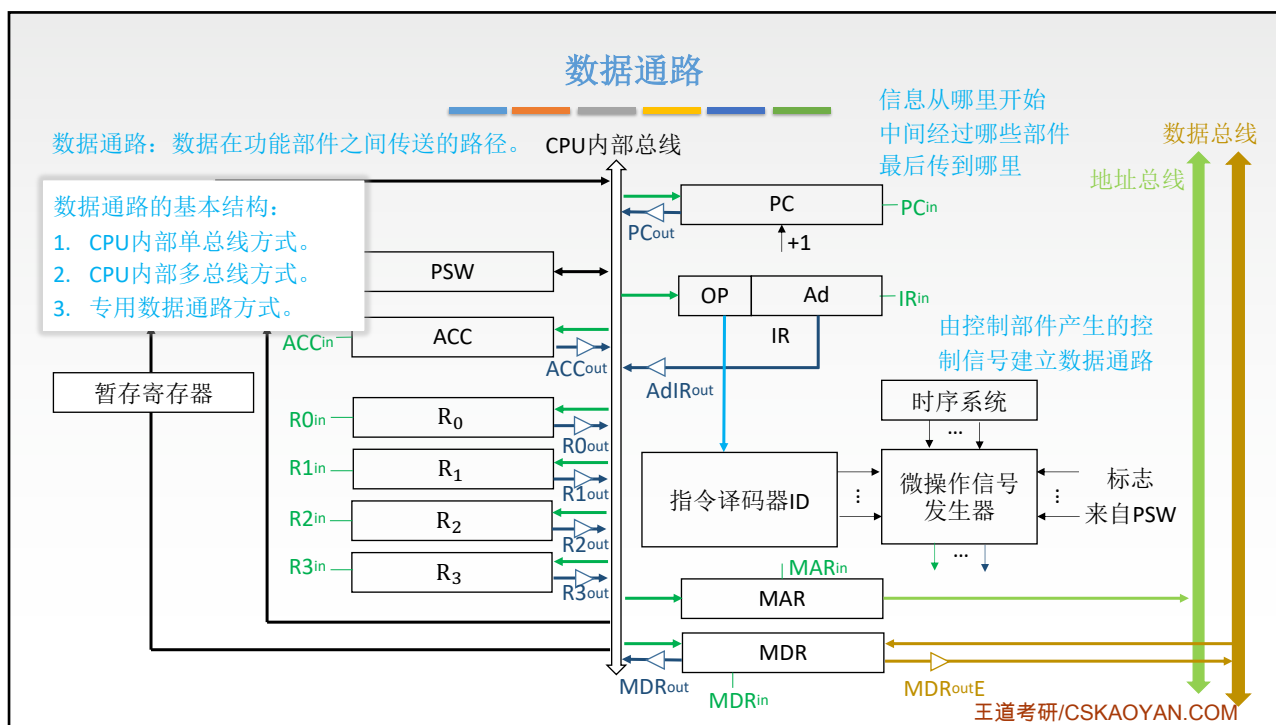 数据通路
数据通路：数据在功能部件之间传送的路径。
CPU内部总线
信息从哪里开始
中间经过哪些部件
最后传到哪里
数据总线
地址总线
数据通路的基本结构：
1. CPU内部单总线方式。
2. CPU内部多总线方式。
3. 专用数据通路方式。
PC
PCin
PCout
+1
PSW
OP
Ad
IRin
IR
ACCin
ACC
ACCout
AdIRout
由控制部件产生的控
制信号建立数据通路
暂存寄存器
时序系统
...
R0in
R0
R0out
R1in
R1
R1out
R2in
R2
R2out
R3in
R3
R3out
指令译码器ID
...
微操作信号
发生器
...
标志
来自PSW
...
MARin
MAR
MDR
MDRout
MDRin
MDRoutE
王道考研/CSKAOYAN.COM